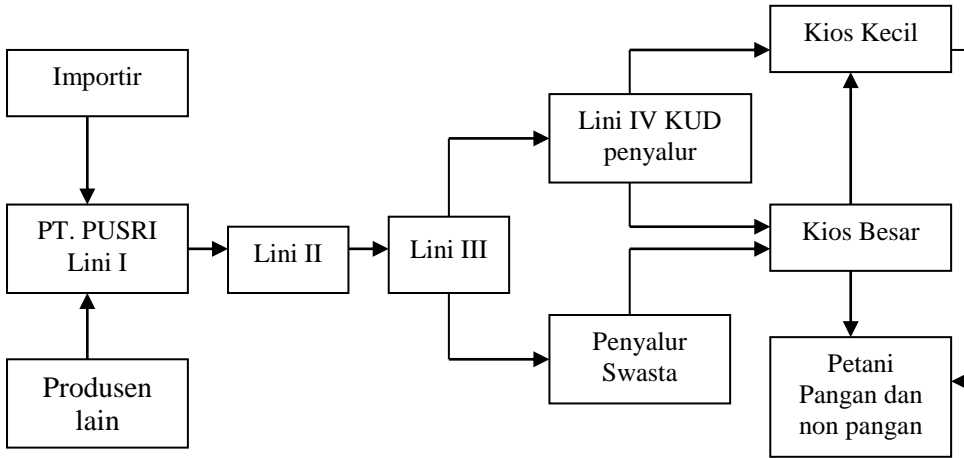 Importir
PT. PUSRI
Lini I
Produsen
lain
Lini II
Lini III
Lini IV KUD
penyalur
Penyalur
Swasta
Kios Kecil
Kios Besar
Petani
Pangan dan
non pangan